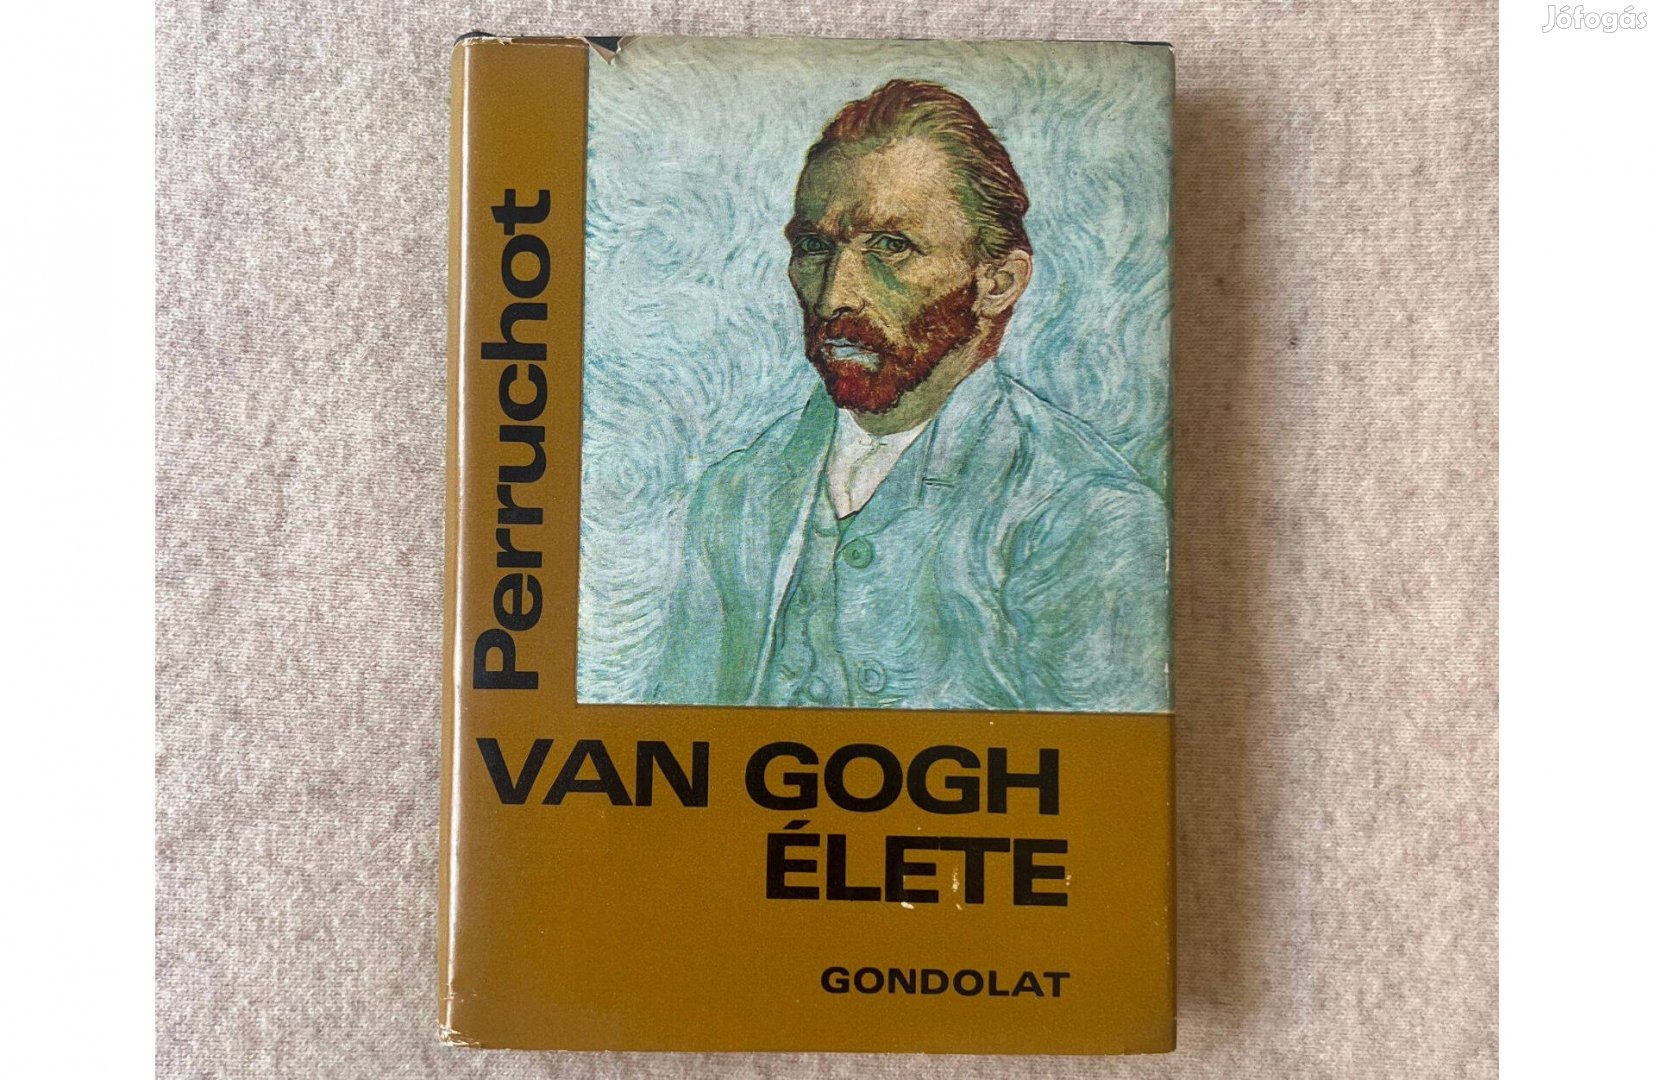 Jófogás
Perruchot
VAN GOGH
ÉLETE
GONDOLAT